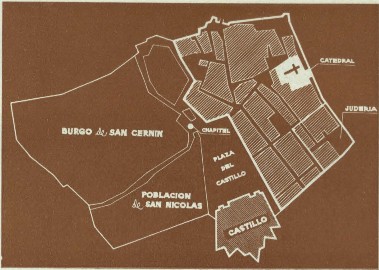 CATEDRAL
JUDERIA
BURGO de SAN CERNIN
CHAPITEL
PLAZA
DEL
CASTILLO
POBLACION
de SAN NICOLAS
CASTILLO